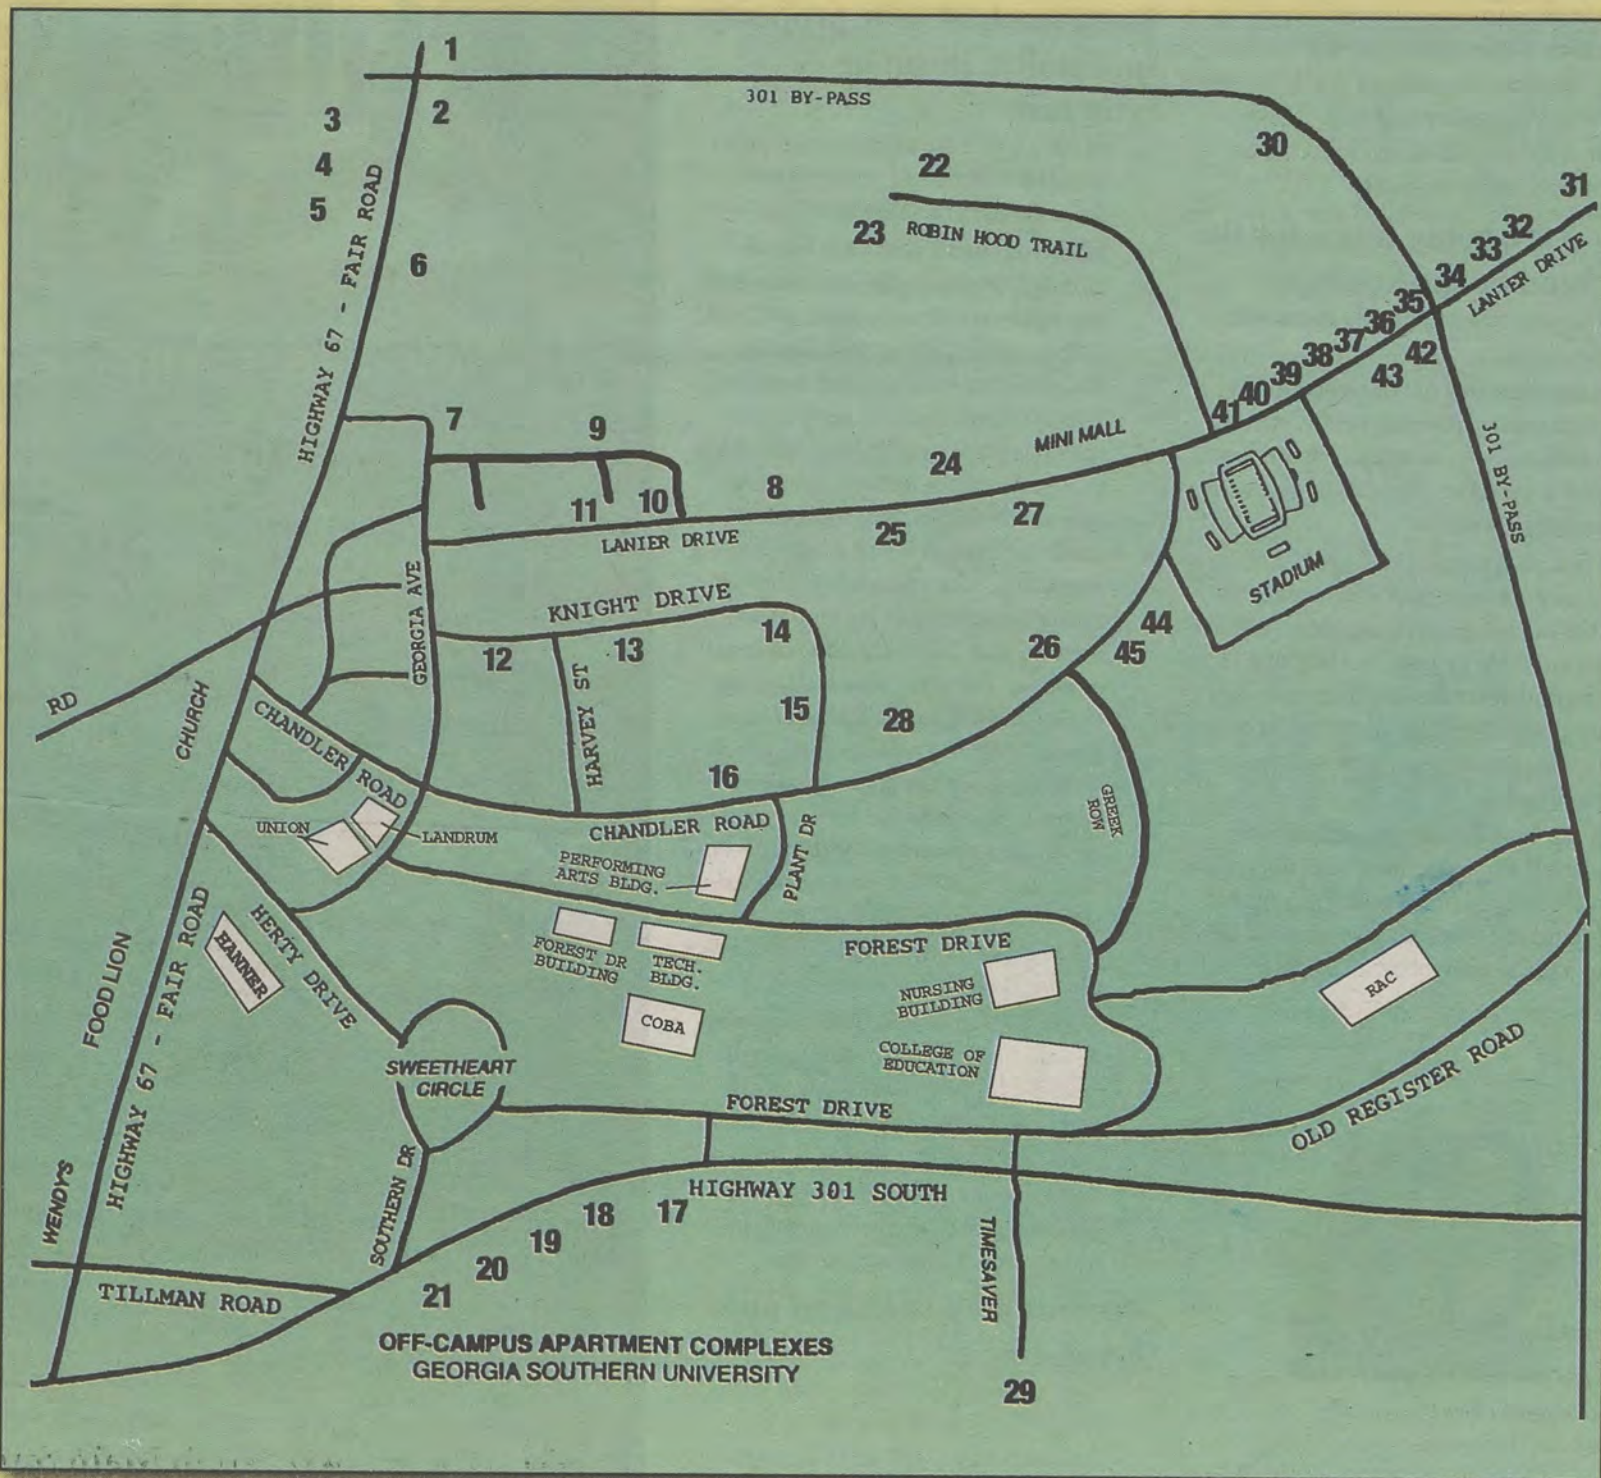 1
301 BY-PASS
2
3
4
5
HIGHWAY 67 - FAIR ROAD
6
22
23
ROBIN HOOD TRAIL
30
31
32
33
34
LANIER DRIVE
35
36
37
38
39
40
41
42
43
301 BY-PASS
7
9
11
10
8
24
MINI MALL
25
27
LANIER DRIVE
STADIUM
GEORGIA AVE
KNIGHT DRIVE
12
13
14
HARVEY ST
15
16
28
26
44
45
RD
CHURCH
CHANDLER ROAD
UNION
LANDRUM
CHANDLER ROAD
PERFORMING
ARTS BLDG.
PLANT DR
GREEK
ROW
FOOD LION
HIGHWAY 67 - FAIR ROAD
HANNER
HERTY DRIVE
FOREST DR
BUILDING
TECH.
BLDG.
COBA
FOREST DRIVE
NURSING
BUILDING
COLLEGE OF
EDUCATION
RAC
OLD REGISTER ROAD
SWEETHEART
CIRCLE
FOREST DRIVE
WENDY'S
SOUTHERN DR
HIGHWAY 301 SOUTH
17
18
19
20
21
TIMESAVER
29
TILLMAN ROAD
OFF-CAMPUS APARTMENT COMPLEXES
GEORGIA SOUTHERN UNIVERSITY